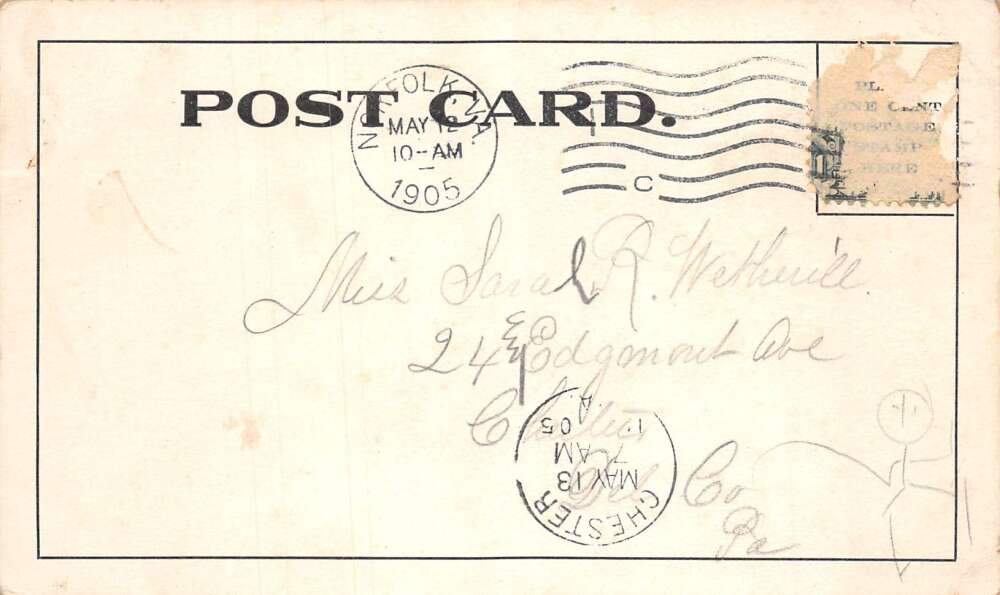 POST CARD.
NORFOLK, VA.
MAY 12
10-AM
1905
C
ONE CENT
POSTAGE
STAMP
HERE
Miss Sarah R. Wetherill.
24 Edgmont Ave
Chester
Del Co
Pa
CHESTER
MAY 13
7 AM
05